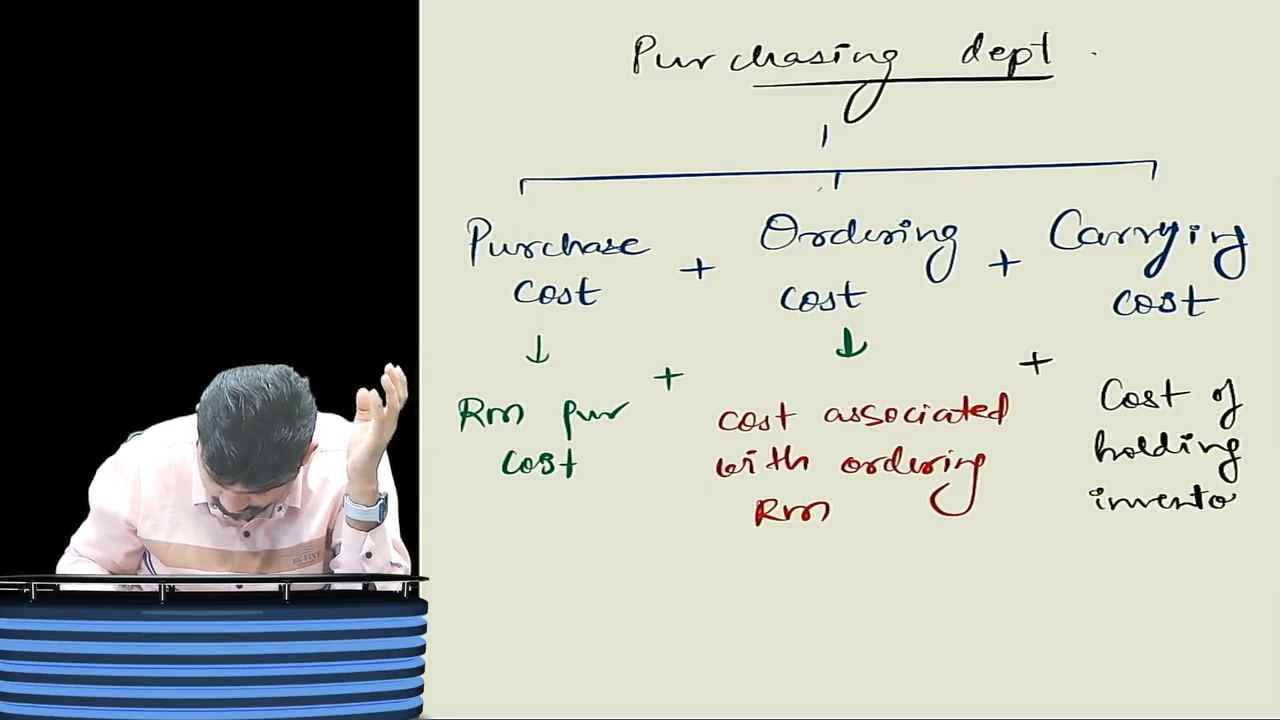 Purchasing dept
Purchase + Ordering + Carrying
cost cost cost
Rm pur + cost associated + Cost of
cost with ordering holding
Rm invento